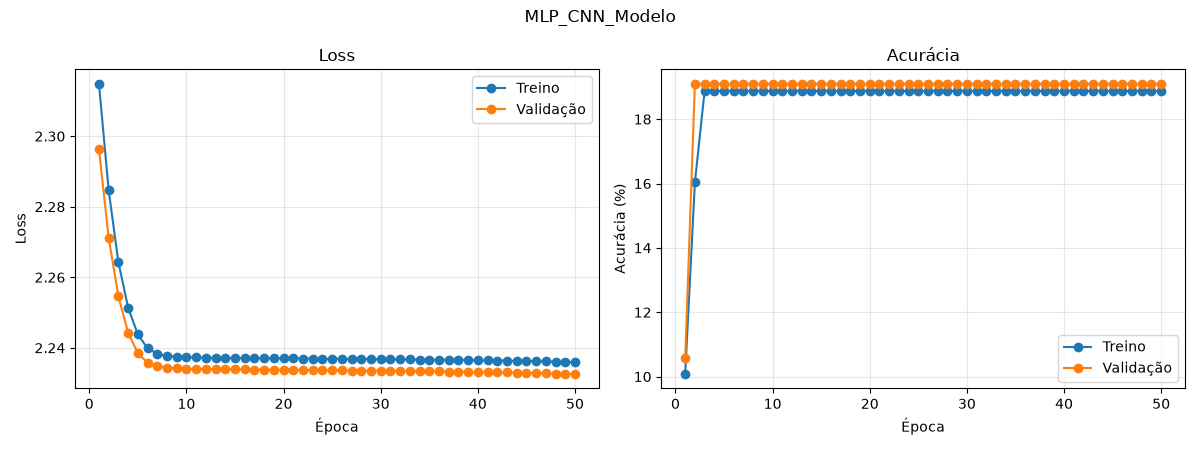 MLP_CNN_Modelo
Loss
Treino
Validação
2.30
2.28
2.26
2.24
Loss
0
10
20
30
40
50
Época
Acurácia
18
16
14
12
10
Acurácia (%)
Treino
Validação
0
10
20
30
40
50
Época